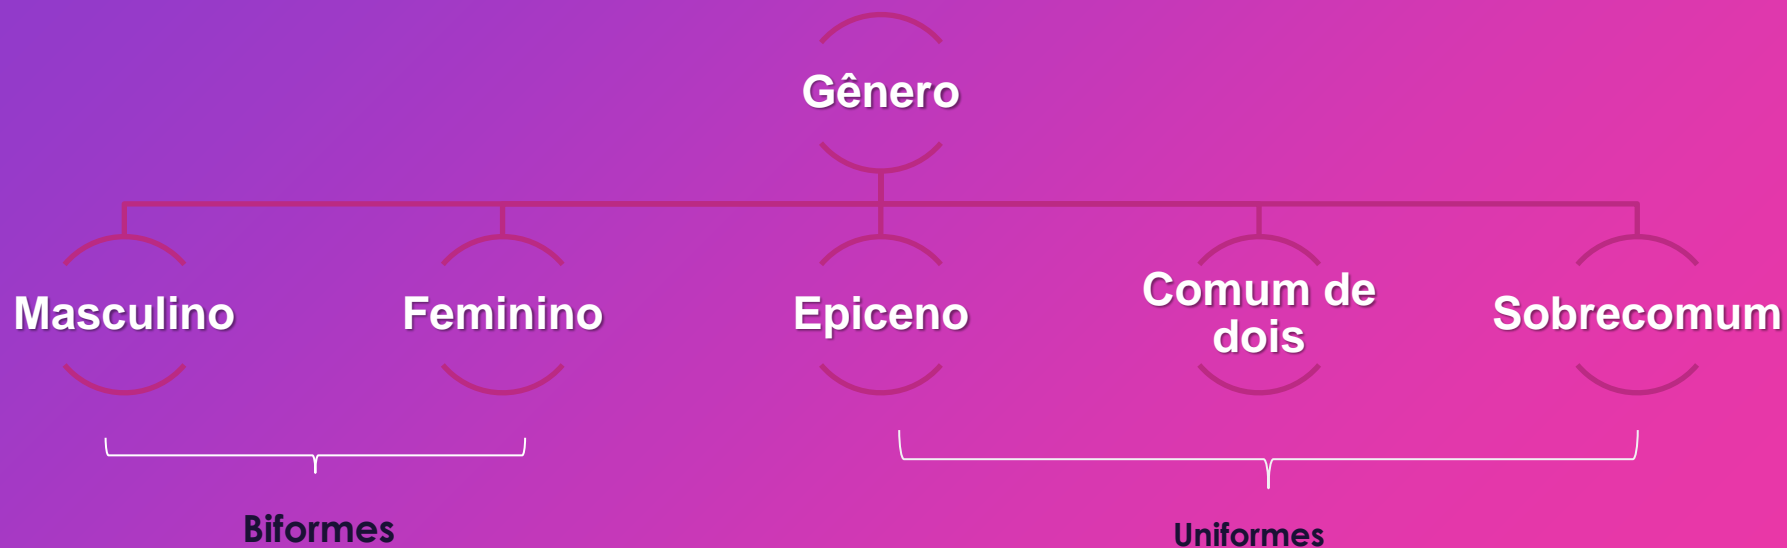 Gênero
Masculino
Feminino
Epiceno
Comum de
dois
Sobrecomum
Biformes
Uniformes